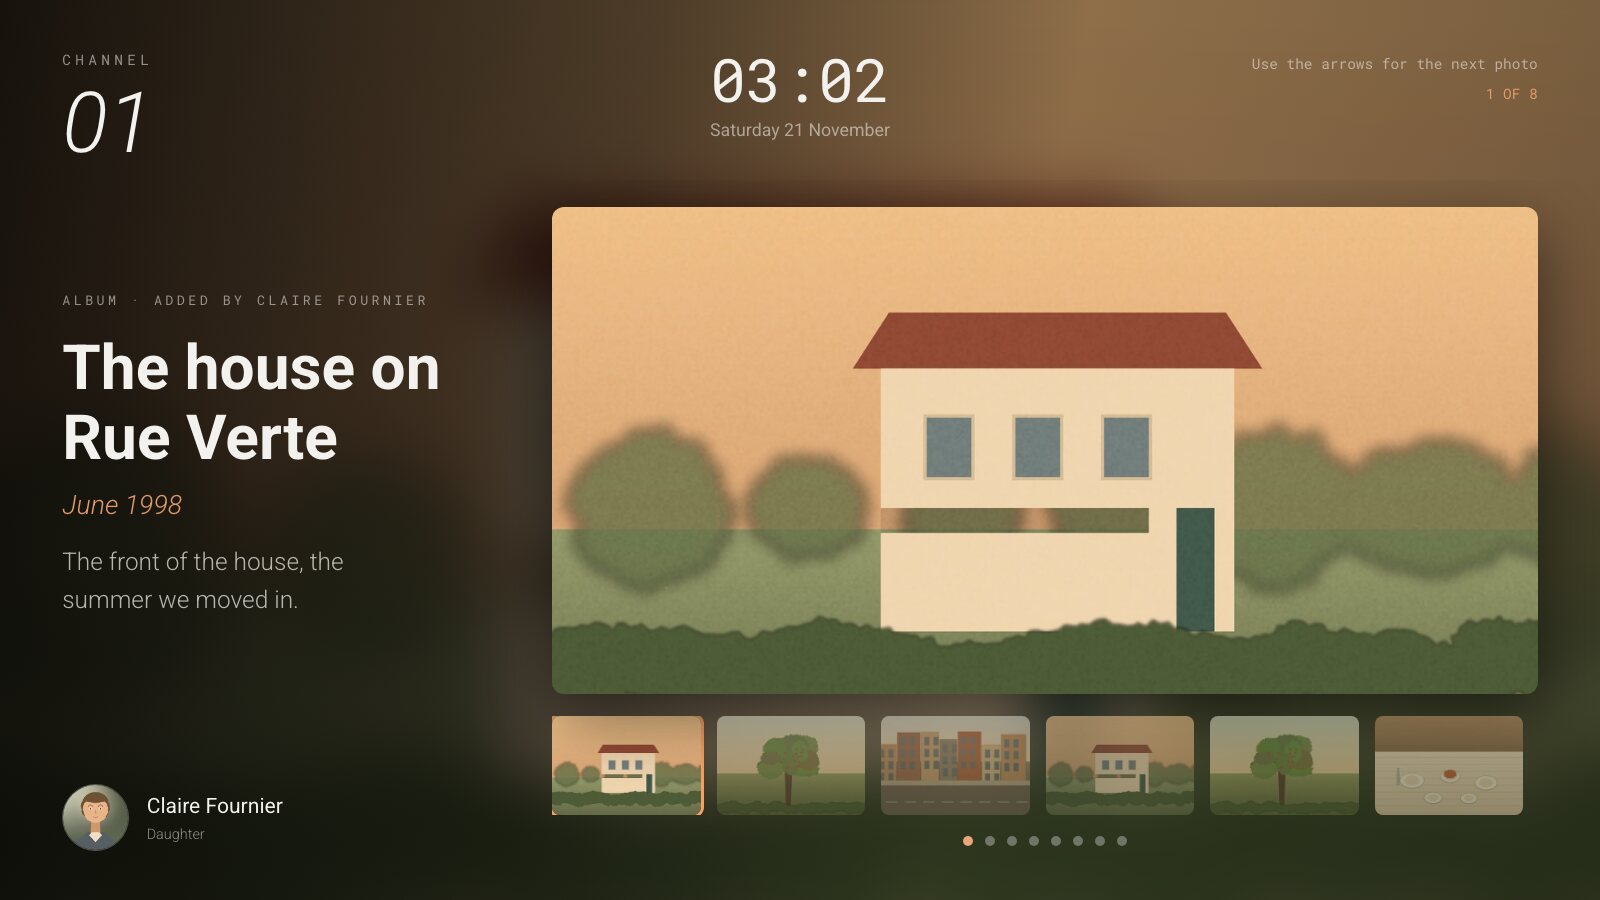 CHANNEL
01
03:02
Saturday 21 November
Use the arrows for the next photo
1 OF 8
ALBUM · ADDED BY CLAIRE FOURNIER
The house on
Rue Verte
June 1998
The front of the house, the
summer we moved in.
Claire Fournier
Daughter